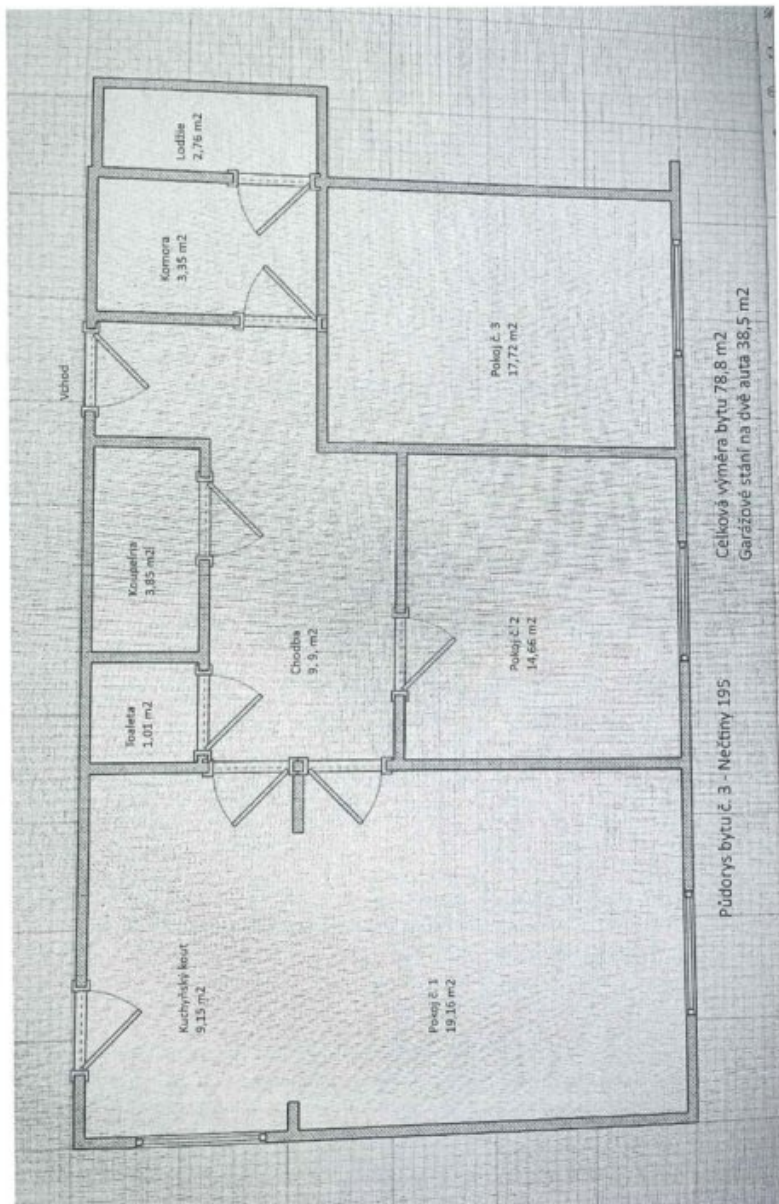 Lodžie
2,76 m2
Komora
3,35 m2
Vchod
Pokoj č. 3
17,72 m2
Koupelna
3,85 m2
Chodba
9, 9, m2
Pokoj č. 2
14,66 m2
Toaleta
1,01 m2
Kuchyňský kout
9,15 m2
Pokoj č. 1
19,16 m2
Půdorys bytu č. 3 - Nečtiny 195
Celková výměra bytu 78,8 m2
Garážové stání na dvě auta 38,5 m2